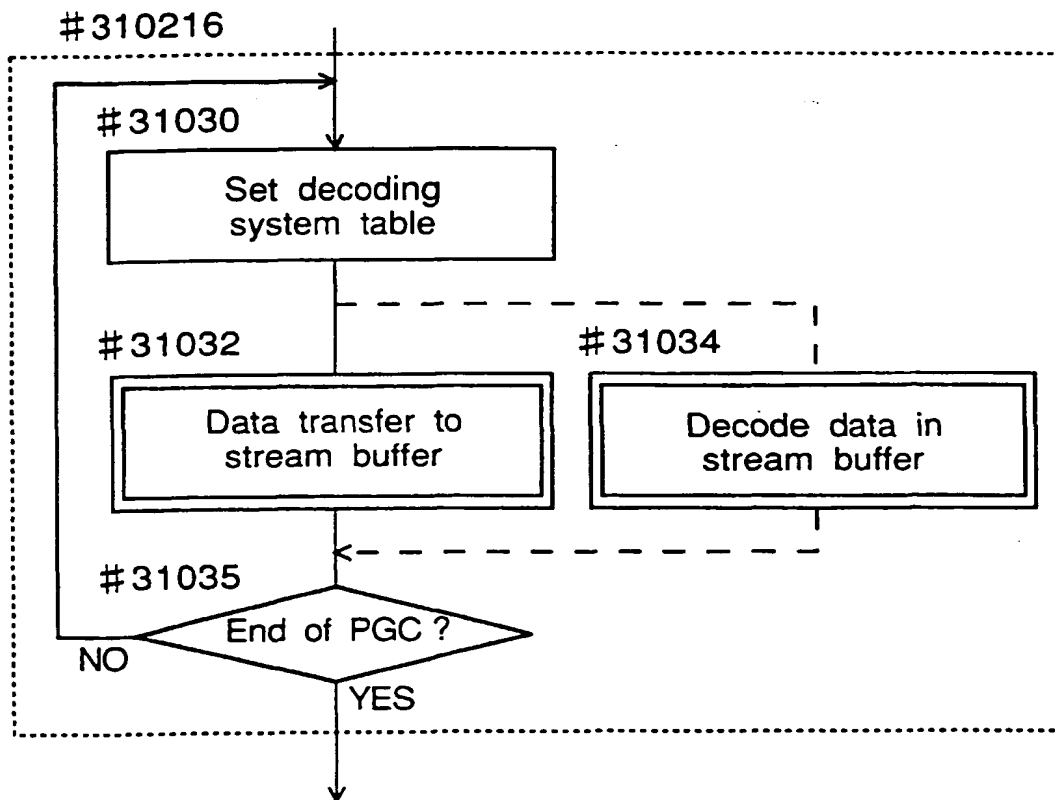 #310216
#31030
Set decoding
system table
#31032
#31034
Data transfer to
stream buffer
Decode data in
stream buffer
#31035
End of PGC?
NO
YES